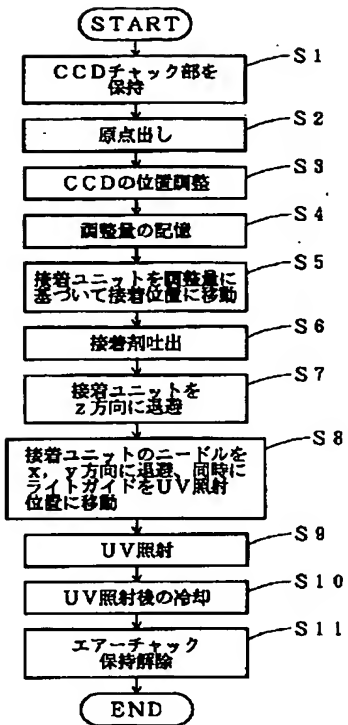 START
S1
CCDチャック部を
保持
S2
原点出し
S3
CCDの位置調整
S4
調整量の記憶
S5
接着ユニットを調整量に
基づいて接着位置に移動
S6
接着剤吐出
S7
接着ユニットを
z方向に退避
S8
接着ユニットのニードルを
x，y方向に退避、同時に
ライトガイドをUV照射
位置に移動
S9
UV照射
S10
UV照射後の冷却
S11
エアーチャック
保持解除
END